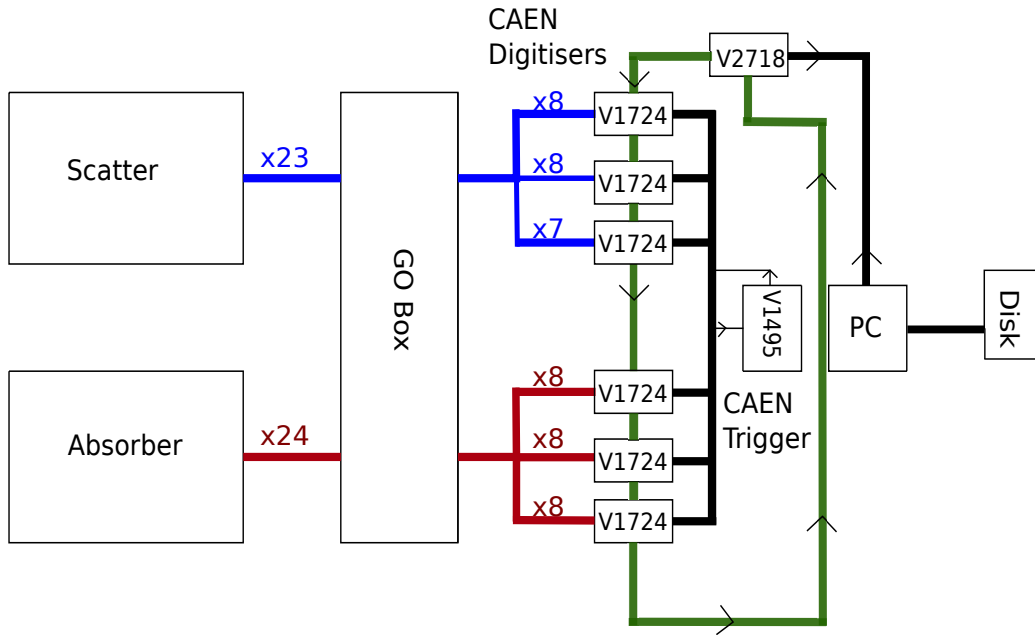 CAEN
Digitisers
V2718
x8
V1724
Scatter
x23
x8
V1724
x7
V1724
GO Box
V1495
PC
Disk
x8
V1724
CAEN
Trigger
Absorber
x24
x8
V1724
x8
V1724